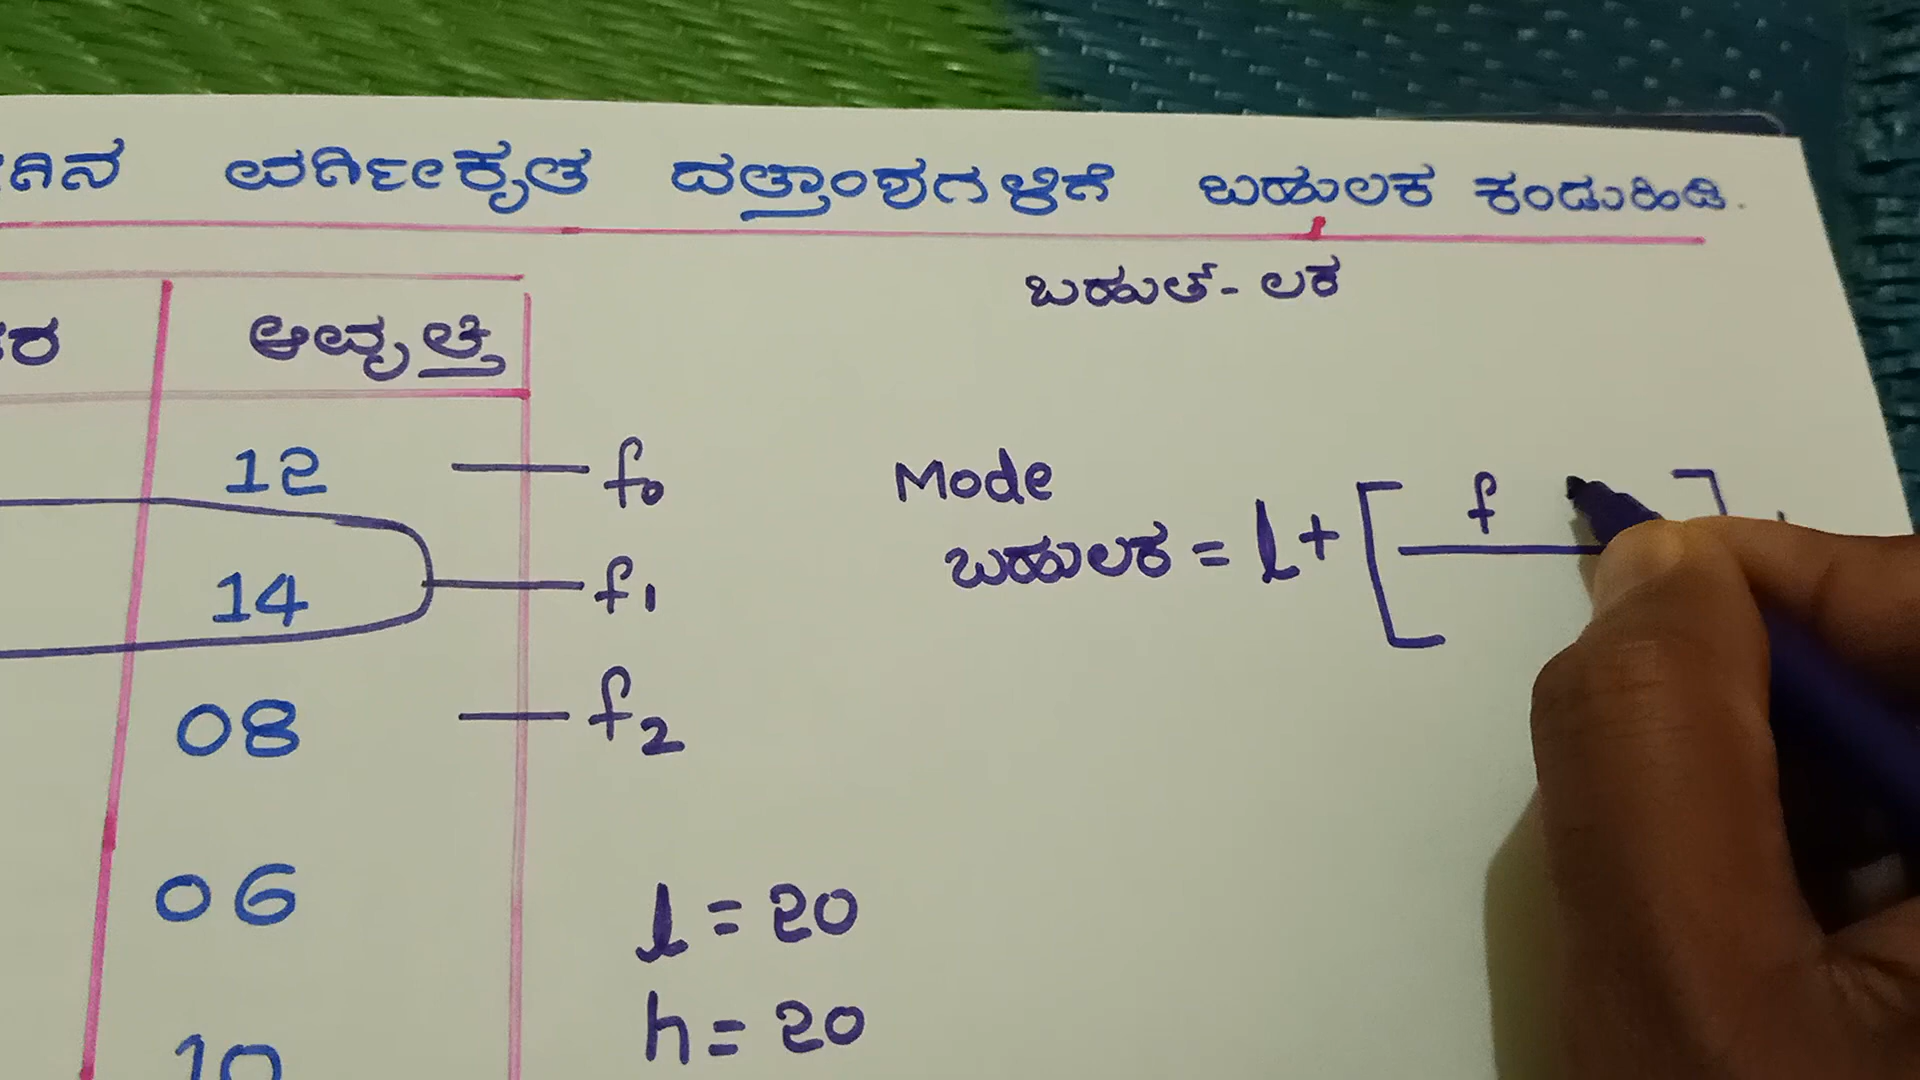 ವರ್ಗೀಕೃತ ದತ್ತಾಂಶಗಳಿಗೆ ಬಹುಲಕ ಕಂಡುಹಿಡಿ.
ಬಹುತ್ - ಲಕ
ಆವೃತ್ತಿ
12 — f₀
14 — f₁
08 — f₂
06
10
Mode
ಬಹುಲಕ = l + [ f
l = 20
h = 20